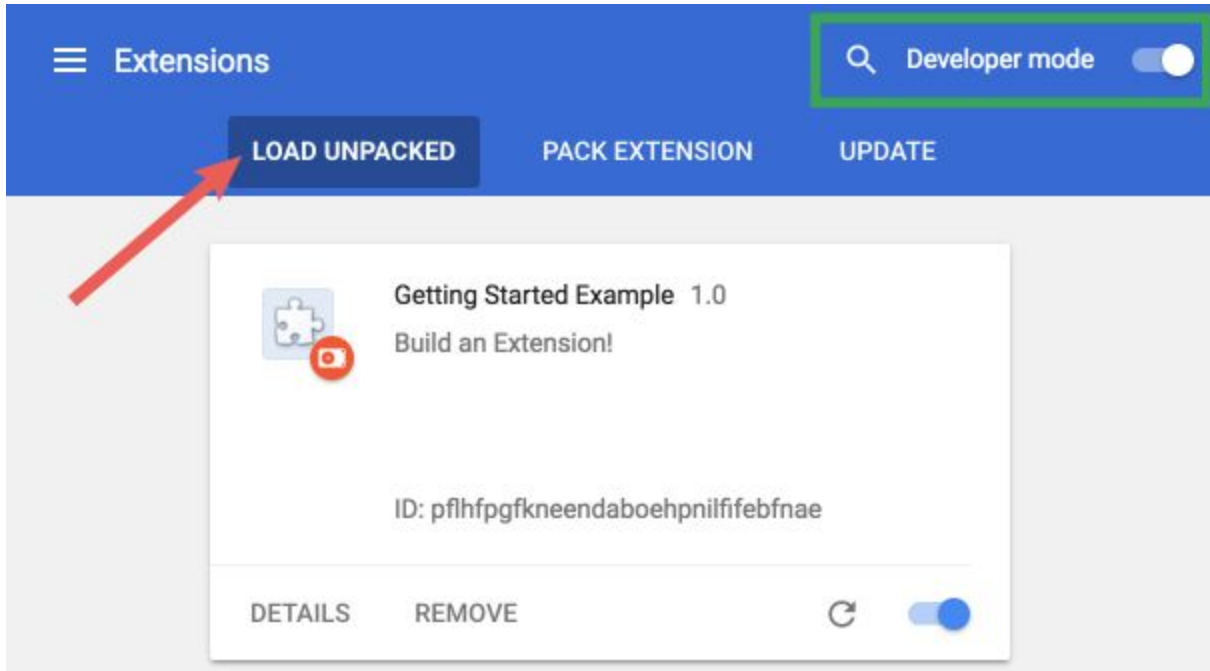 Extensions
Developer mode
LOAD UNPACKED
PACK EXTENSION
UPDATE
Getting Started Example 1.0
Build an Extension!
ID: pflhfpgfkneendaboehpnilfifebfnae
DETAILS
REMOVE